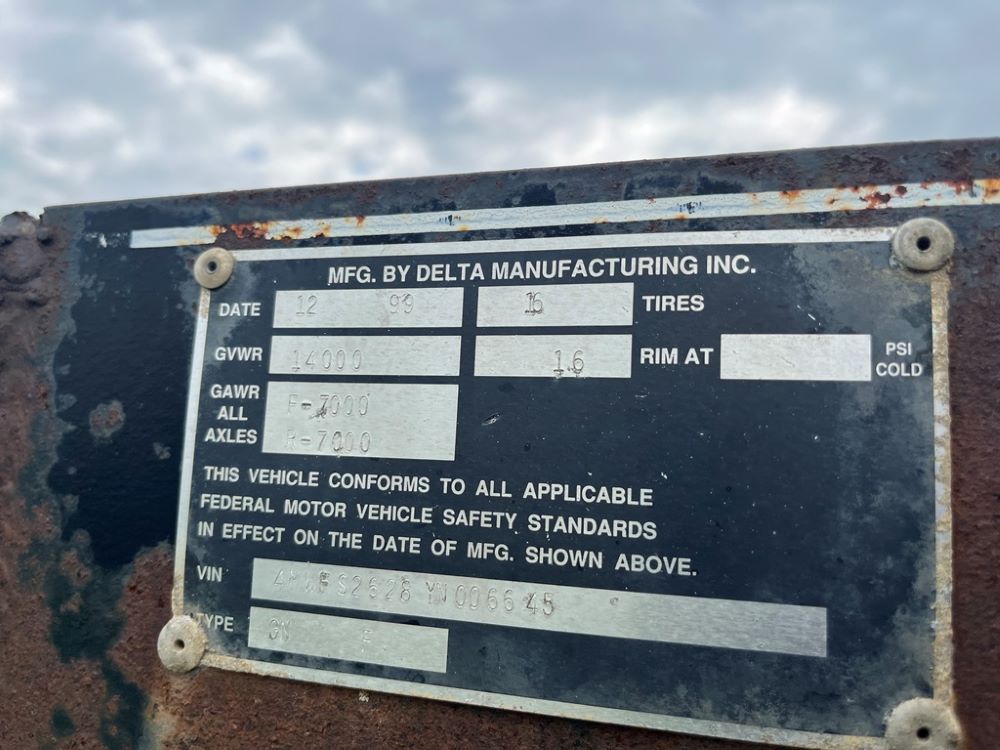 MFG. BY DELTA MANUFACTURING INC.
DATE 12 99 16 TIRES
GVWR 14000 16 RIM AT PSI COLD
GAWR ALL AXLES F-7000
R-7000
THIS VEHICLE CONFORMS TO ALL APPLICABLE
FEDERAL MOTOR VEHICLE SAFETY STANDARDS
IN EFFECT ON THE DATE OF MFG. SHOWN ABOVE.
VIN
TYPE GN F